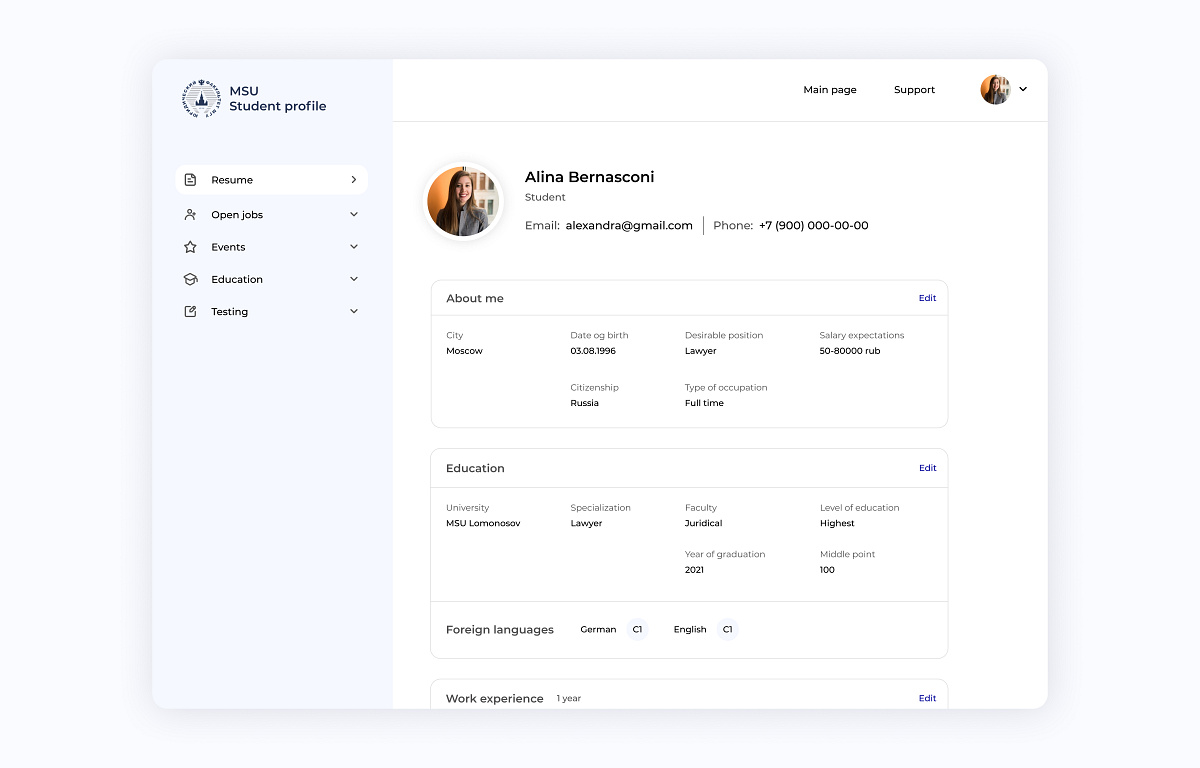 MSU
Student profile
Main page
Support
Resume
Open jobs
Events
Education
Testing
Alina Bernasconi
Student
Email: alexandra@gmail.com
Phone: +7 (900) 000-00-00
About me
Edit
City
Date og birth
Desirable position
Salary expectations
Moscow
03.08.1996
Lawyer
50-80000 rub
Citizenship
Type of occupation
Russia
Full time
Education
Edit
University
Specialization
Faculty
Level of education
MSU Lomonosov
Lawyer
Juridical
Highest
Year of graduation
Middle point
2021
100
Foreign languages
German C1
English C1
Work experience 1 year
Edit